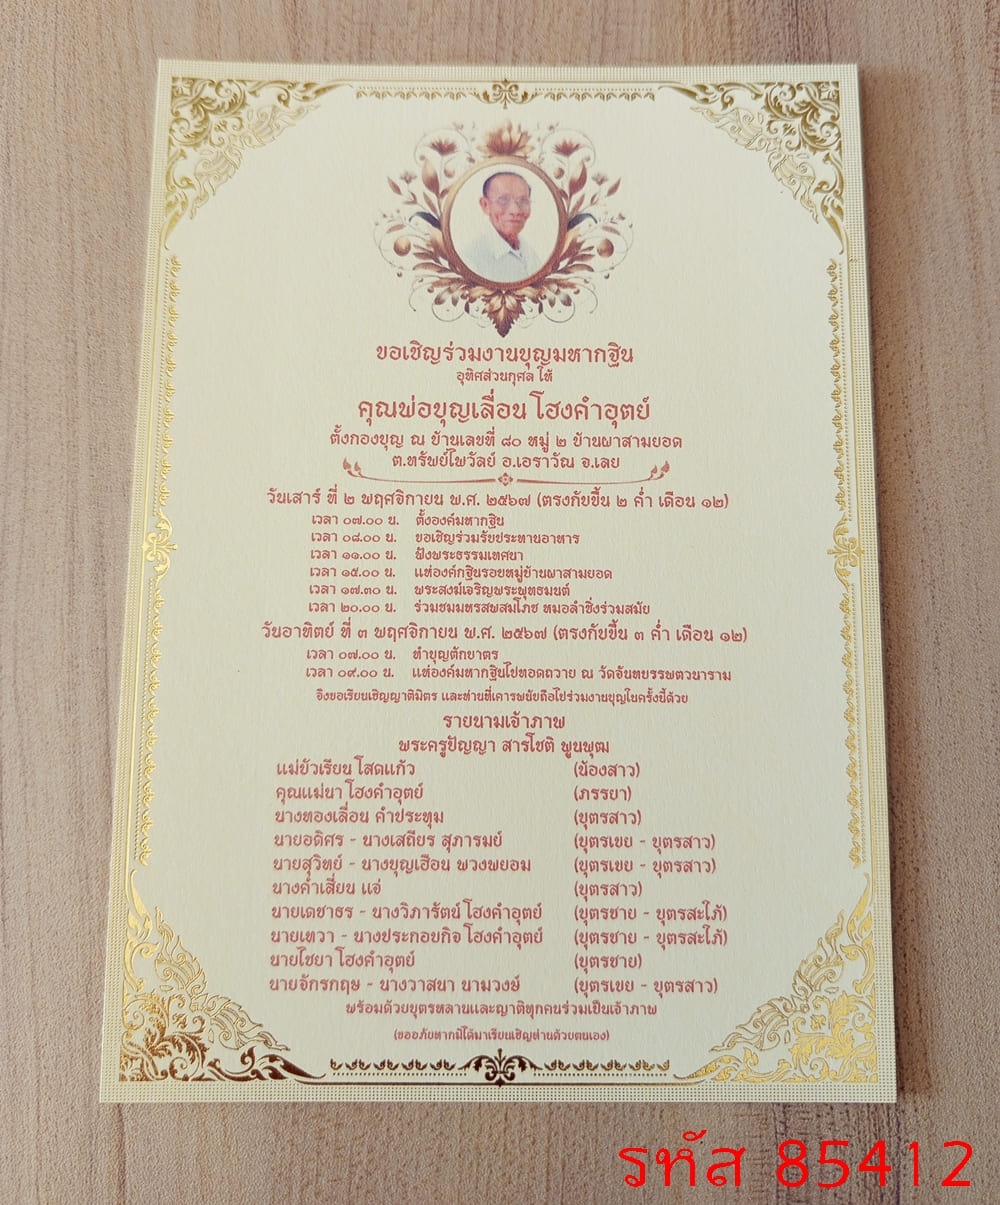 ขอเชิญร่วมงานบุญมหากฐิน
อุทิศส่วนกุศล ให้
คุณพ่อบุญเลื่อน โฮงคำอุตย์
ตั้งกองบุญ ณ บ้านเลขที่ ๘๐ หมู่ ๒ บ้านผาสามยอด
ต.ทรัพย์ไพวัลย์ อ.เอราวัณ จ.เลย
วันเสาร์ ที่ ๒ พฤศจิกายน พ.ศ. ๒๕๖๗ (ตรงกับขึ้น ๒ ค่ำ เดือน ๑๒)
เวลา ๐๗.๐๐ น. ตั้งองค์มหากฐิน
เวลา ๐๘.๐๐ น. ขอเชิญร่วมรับประทานอาหาร
เวลา ๑๑.๐๐ น. ฟังพระธรรมเทศนา
เวลา ๑๕.๐๐ น. แห่องค์กฐินรอบหมู่บ้านผาสามยอด
เวลา ๑๗.๓๐ น. พระสงฆ์เจริญพระพุทธมนต์
เวลา ๒๐.๐๐ น. ร่วมชมมหรสพสมโภช หมอลำซิ่งร่วมสมัย
วันอาทิตย์ ที่ ๓ พฤศจิกายน พ.ศ. ๒๕๖๗ (ตรงกับขึ้น ๓ ค่ำ เดือน ๑๒)
เวลา ๐๗.๐๐ น. ทำบุญตักบาตร
เวลา ๐๙.๐๐ น. แห่องค์มหากฐินไปทอดถวาย ณ วัดจันทบรรพตวนาราม
จึงขอเรียนเชิญญาติมิตร และท่านที่เคารพนับถือไปร่วมงานบุญในครั้งนี้ด้วย
รายนามเจ้าภาพ
พระครูปัญญา สารโชติ พูนพุฒ
แม่บัวเรียน โสดแก้ว (น้องสาว)
คุณแม่นา โฮงคำอุตย์ (ภรรยา)
นางทองเลื่อน คำประทุม (บุตรสาว)
นายอดิศร - นางเสถียร สุภารมย์ (บุตรเขย - บุตรสาว)
นายสุวิทย์ - นางบุญเฮือน พวงพยอม (บุตรเขย - บุตรสาว)
นางคำเสี่ยน แจ่ (บุตรสาว)
นายเดชาธร - นางวิภารัตน์ โฮงคำอุตย์ (บุตรชาย - บุตรสะใภ้)
นายเทวา - นางประกอบกิจ โฮงคำอุตย์ (บุตรชาย - บุตรสะใภ้)
นายไชยา โฮงคำอุตย์ (บุตรชาย)
นายจักรกฤษ - นางวาสนา นามวงษ์ (บุตรเขย - บุตรสาว)
พร้อมด้วยบุตรหลานและญาติทุกคนร่วมเป็นเจ้าภาพ
(ขออภัยหากมิได้มาเรียนเชิญท่านด้วยตนเอง)
รหัส 85412